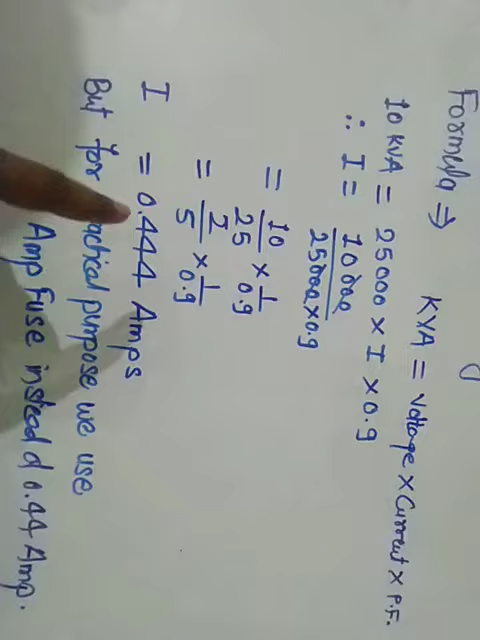 Formula ⇒ KVA = Voltage × Current × P.F.
10 KVA = 25000 × I × 0.9
∴ I = 10000 / 25000 × 0.9
= 10/25 × 1/0.9
= 2/5 × 1/0.9
I = 0.444 Amps
But for purpose we use
Amp Fuse instead of 0.44 Amp.